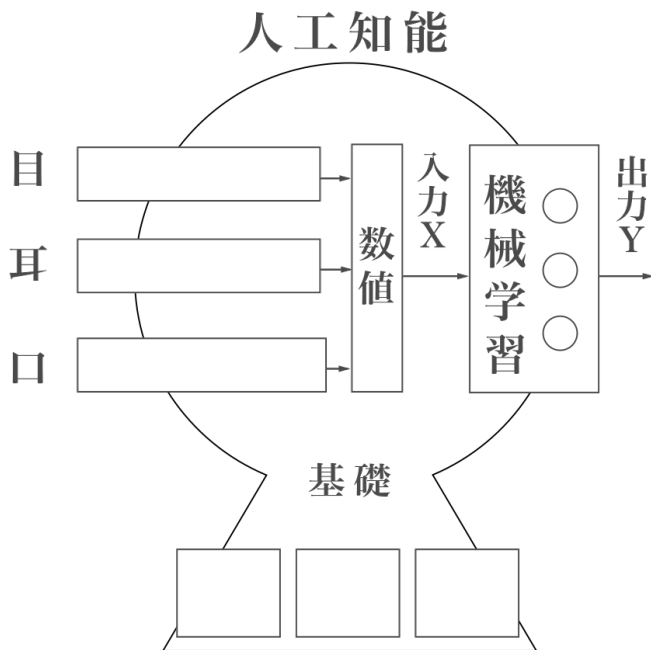 人工知能
目
耳
口
数値
入力X
機械学習
出力Y
基礎